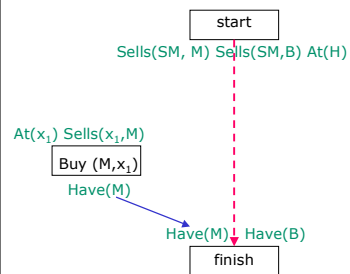 start
Sells(SM, M) Sells(SM,B) At(H)
At(x₁) Sells(x₁,M)
Buy (M,x₁)
Have(M)
Have(M) Have(B)
finish